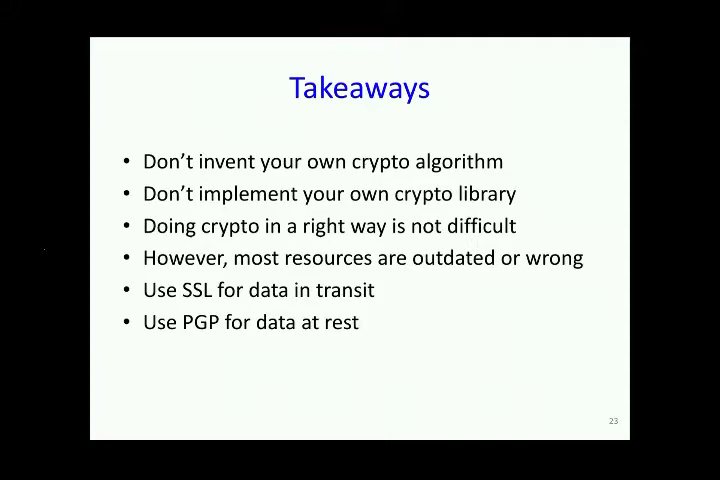 Takeaways
• Don't invent your own crypto algorithm
• Don't implement your own crypto library
• Doing crypto in a right way is not difficult
• However, most resources are outdated or wrong
• Use SSL for data in transit
• Use PGP for data at rest
23